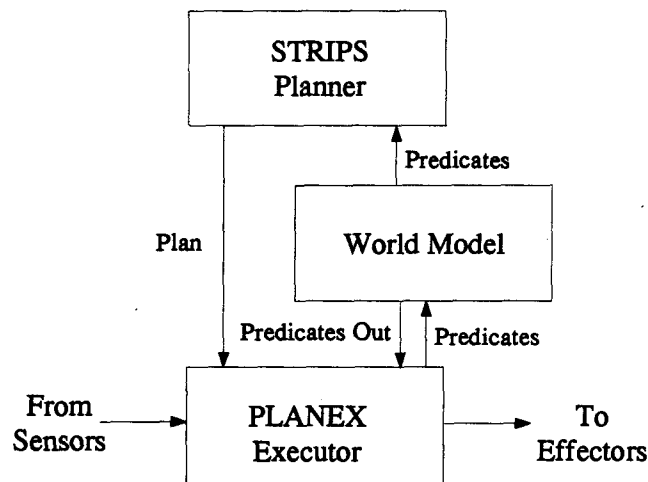 STRIPS
Planner
Predicates
World Model
Plan
Predicates Out
Predicates
From
Sensors
PLANEX
Executor
To
Effectors